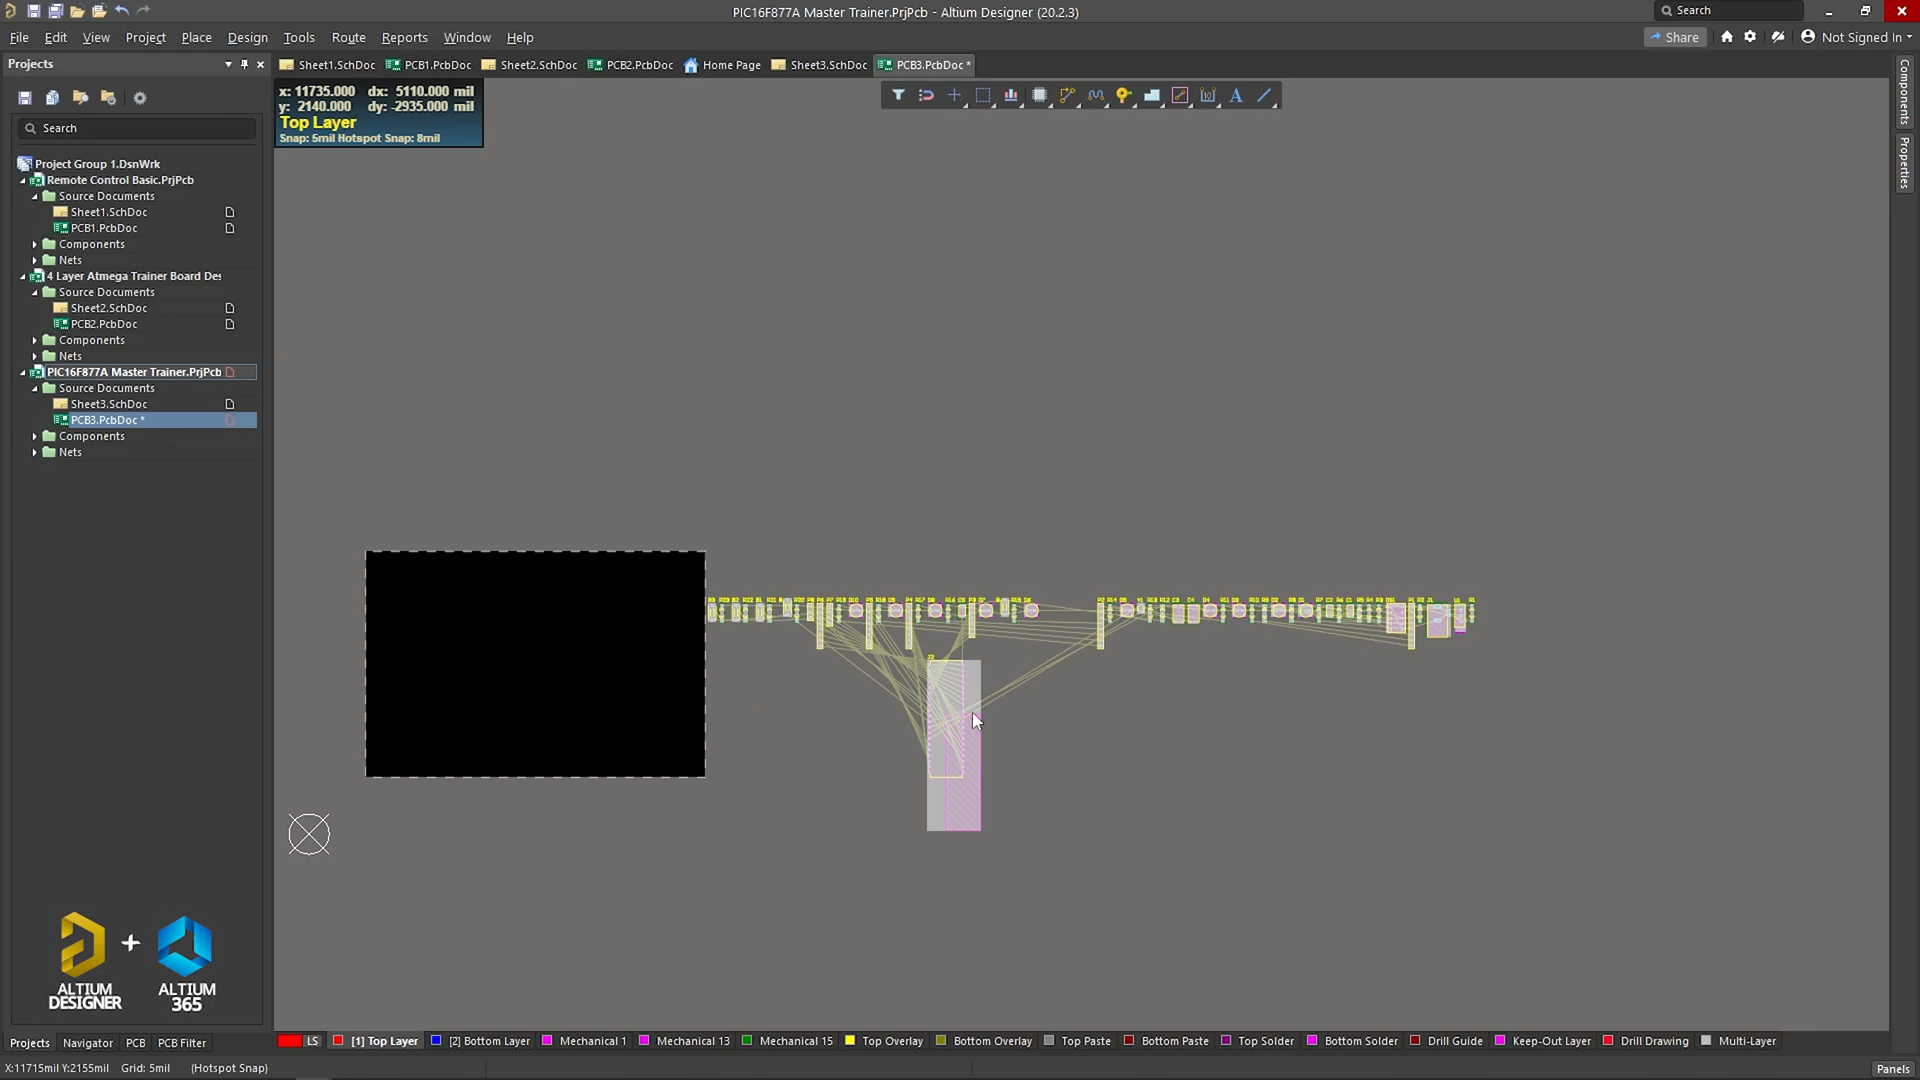 PIC16F877A Master Trainer.PrjPcb - Altium Designer (20.2.3)
Search
File Edit View Project Place Design Tools Route Reports Window Help
Share
Not Signed In
Projects
Sheet1.SchDoc PCB1.PcbDoc Sheet2.SchDoc PCB2.PcbDoc Home Page Sheet3.SchDoc PCB3.PcbDoc *
x: 11735.000 dx: 5110.000 mil
y: 2140.000 dy: -2935.000 mil
Top Layer
Snap: 5mil Hotspot Snap: 8mil
Components
Properties
Search
Project Group 1.DsnWrk
Remote Control Basic.PrjPcb
Source Documents
Sheet1.SchDoc
PCB1.PcbDoc
Components
Nets
4 Layer Atmega Trainer Board Des
Source Documents
Sheet2.SchDoc
PCB2.PcbDoc
Components
Nets
PIC16F877A Master Trainer.PrjPcb
Source Documents
Sheet3.SchDoc
PCB3.PcbDoc *
Components
Nets
ALTIUM DESIGNER
+
ALTIUM 365
Projects Navigator PCB PCB Filter
LS [1] Top Layer [2] Bottom Layer Mechanical 1 Mechanical 13 Mechanical 15 Top Overlay Bottom Overlay Top Paste Bottom Paste Top Solder Bottom Solder Drill Guide Keep-Out Layer Drill Drawing Multi-Layer
X:11715mil Y:2155mil Grid: 5mil (Hotspot Snap)
Panels